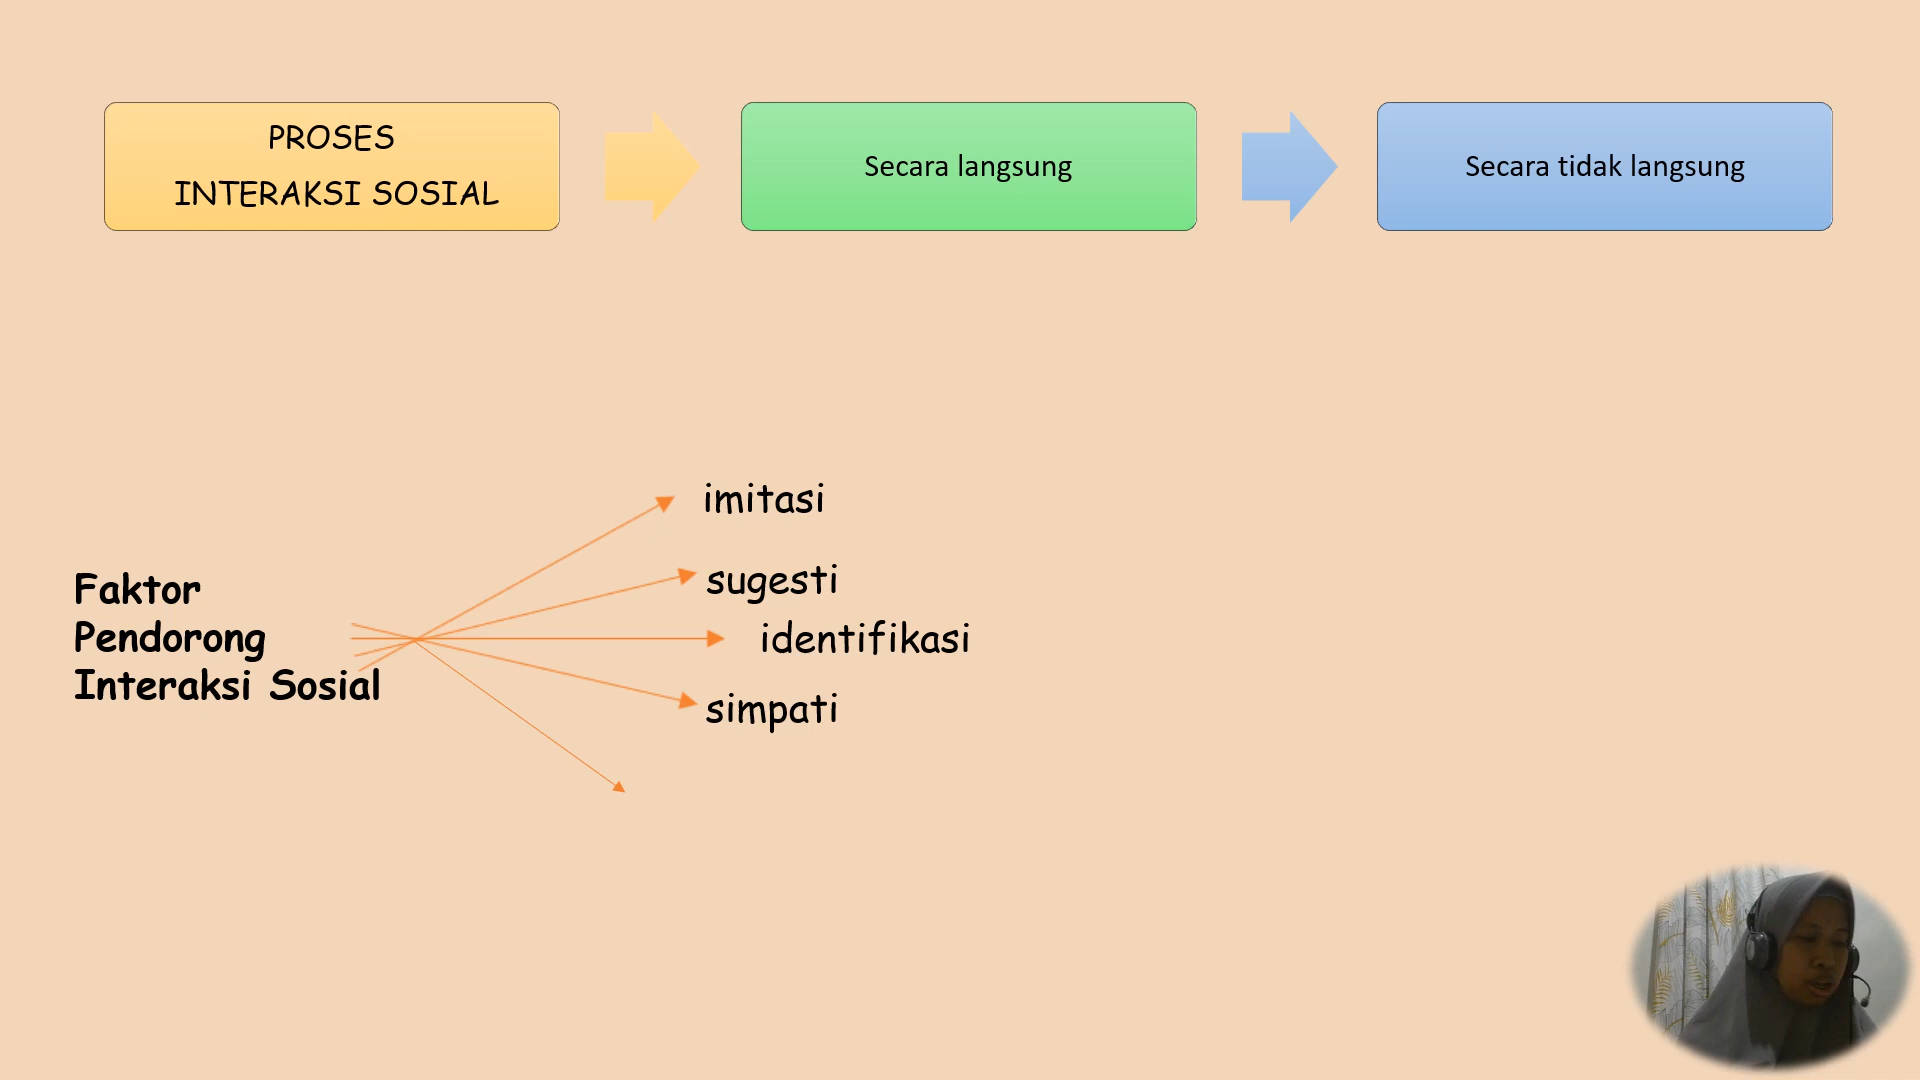 PROSES
INTERAKSI SOSIAL
Secara langsung
Secara tidak langsung
imitasi
sugesti
Faktor
Pendorong
Interaksi Sosial
identifikasi
simpati